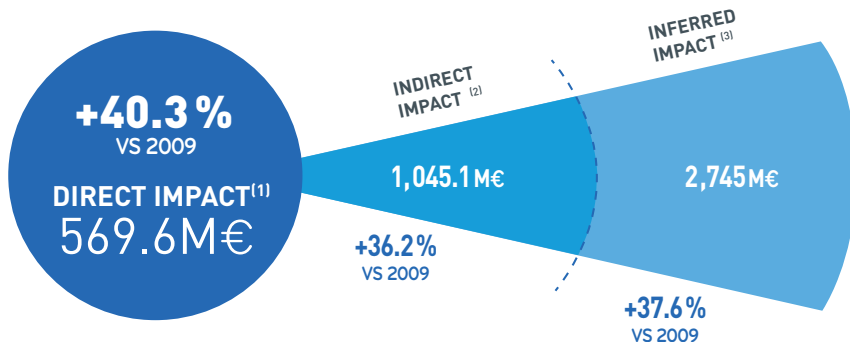 +40.3 %
VS 2009
DIRECT IMPACT(1)
569.6M€
INDIRECT
IMPACT (2)
1,045.1M€
+36.2 %
VS 2009
INFERRED
IMPACT (3)
2,745M€
+37.6 %
VS 2009